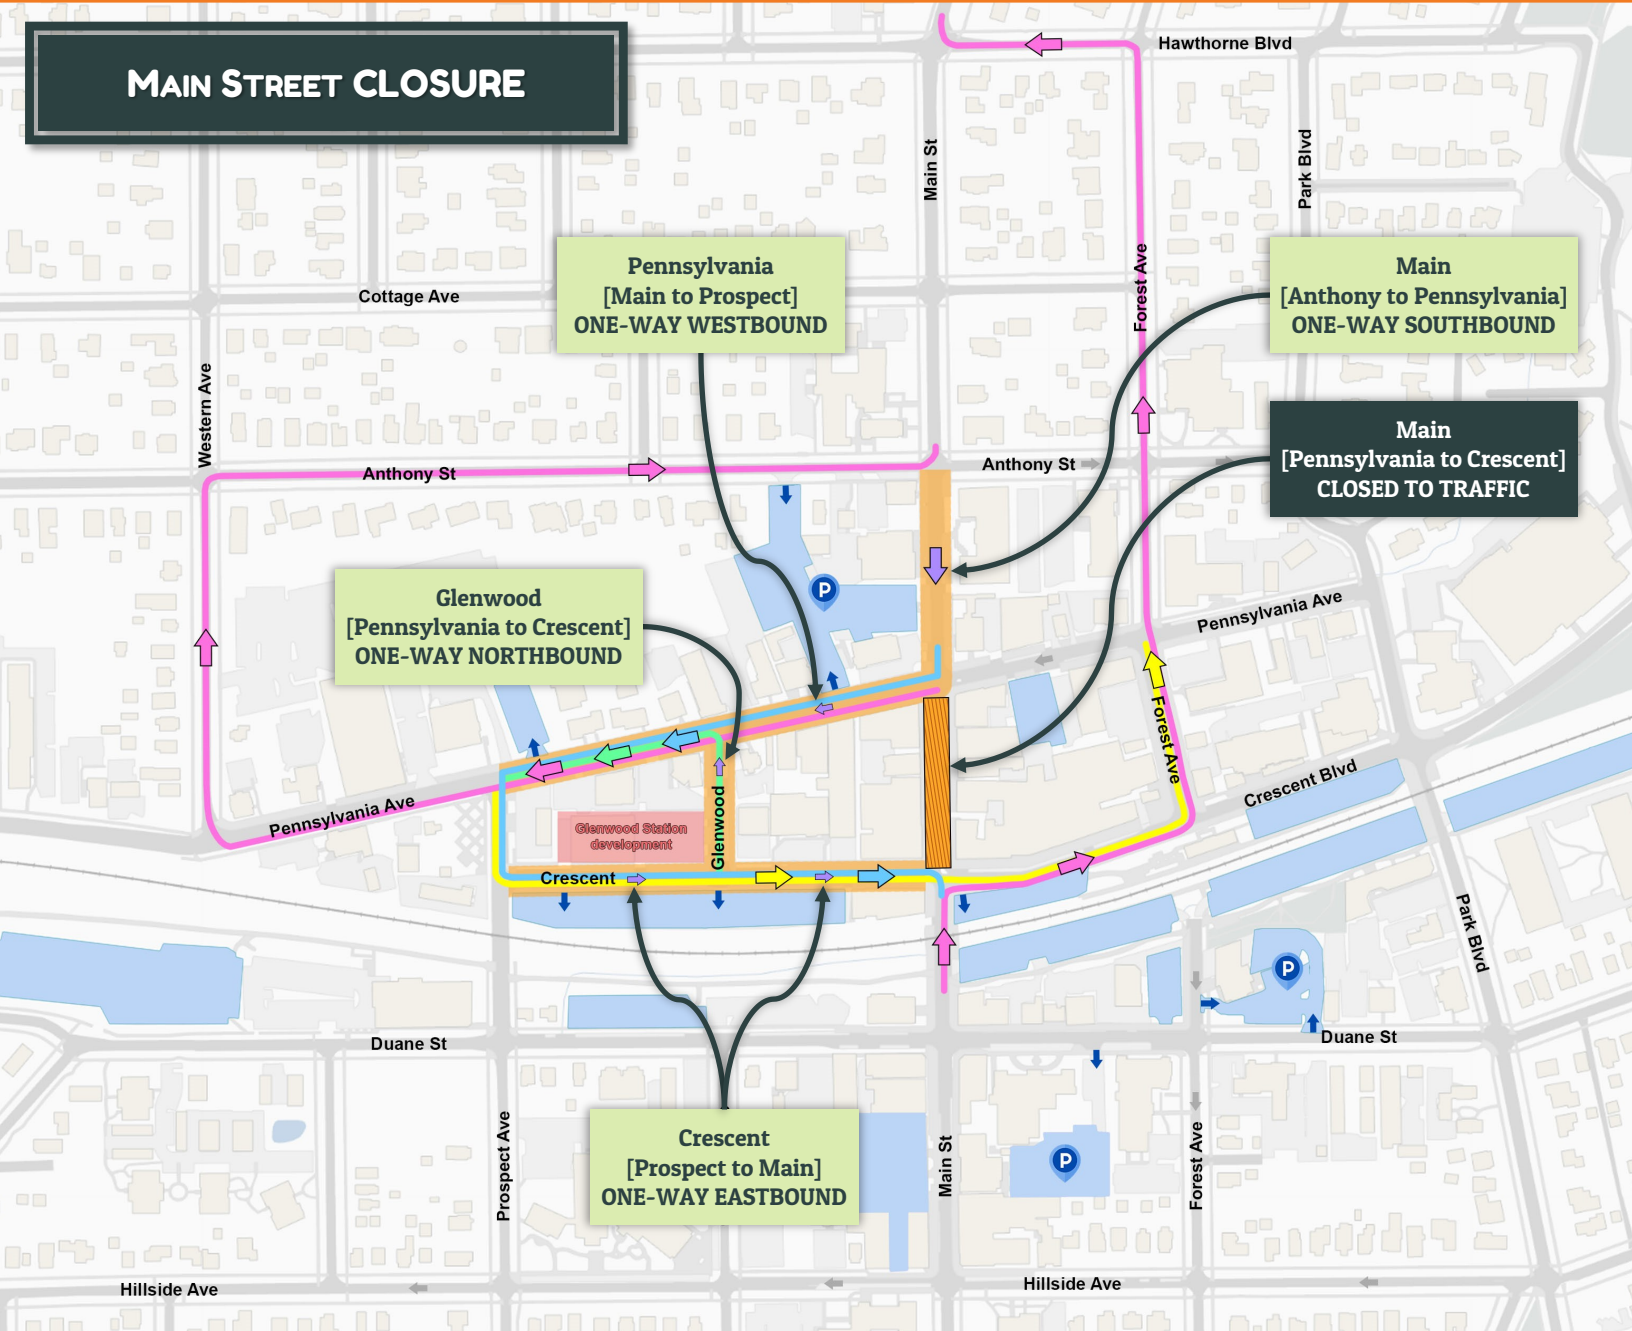 MAIN STREET CLOSURE
Hawthorne Blvd
Main St
Park Blvd
Forest Ave
Pennsylvania
[Main to Prospect]
ONE-WAY WESTBOUND
Main
[Anthony to Pennsylvania]
ONE-WAY SOUTHBOUND
Cottage Ave
Western Ave
Main
[Pennsylvania to Crescent]
CLOSED TO TRAFFIC
Anthony St
Anthony St
P
Glenwood
[Pennsylvania to Crescent]
ONE-WAY NORTHBOUND
Pennsylvania Ave
Forest Ave
Crescent Blvd
Pennsylvania Ave
Glenwood Station
development
Glenwood
Crescent
Park Blvd
P
Duane St
Duane St
Prospect Ave
Crescent
[Prospect to Main]
ONE-WAY EASTBOUND
Main St
P
Forest Ave
Hillside Ave
Hillside Ave